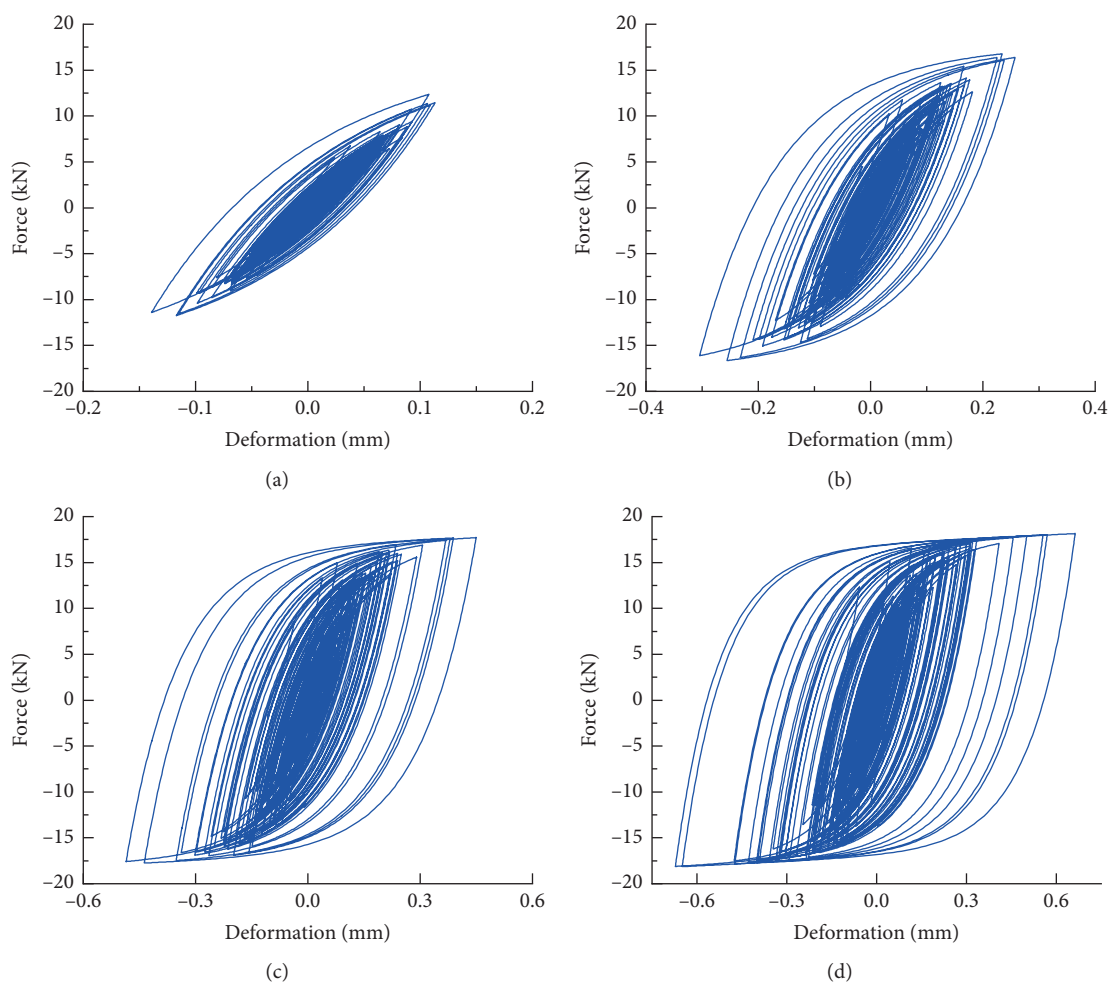 20
15
10
5
0
–5
–10
–15
–20
Force (kN)
–0.2 –0.1 0.0 0.1 0.2
Deformation (mm)
(a)
20
15
10
5
0
–5
–10
–15
–20
Force (kN)
–0.4 –0.2 0.0 0.2 0.4
Deformation (mm)
(b)
20
15
10
5
0
–5
–10
–15
–20
Force (kN)
–0.6 –0.3 0.0 0.3 0.6
Deformation (mm)
(c)
20
15
10
5
0
–5
–10
–15
–20
Force (kN)
–0.6 –0.3 0.0 0.3 0.6
Deformation (mm)
(d)